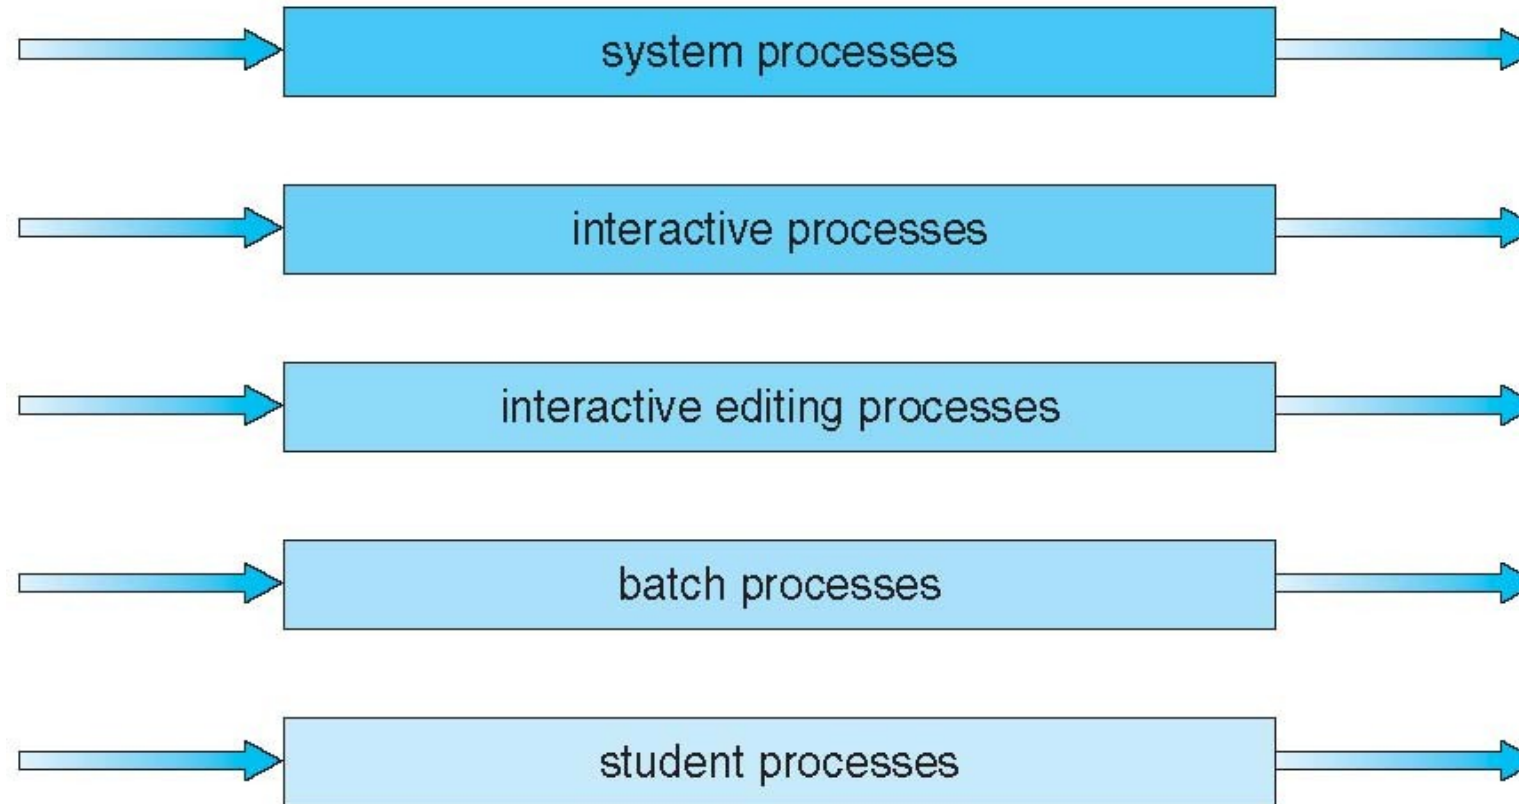 system processes
interactive processes
interactive editing processes
batch processes
student processes